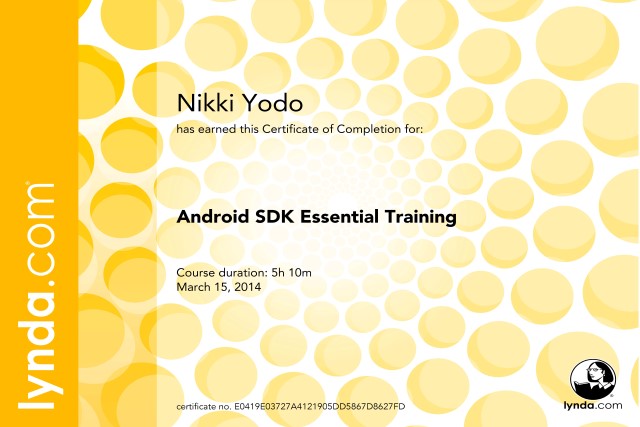 Nikki Yodo
has earned this Certificate of Completion for:
Android SDK Essential Training
Course duration: 5h 10m
March 15, 2014
certificate no. E0419E03727A4121905DD5867D8627FD
lynda.com
lynda.com